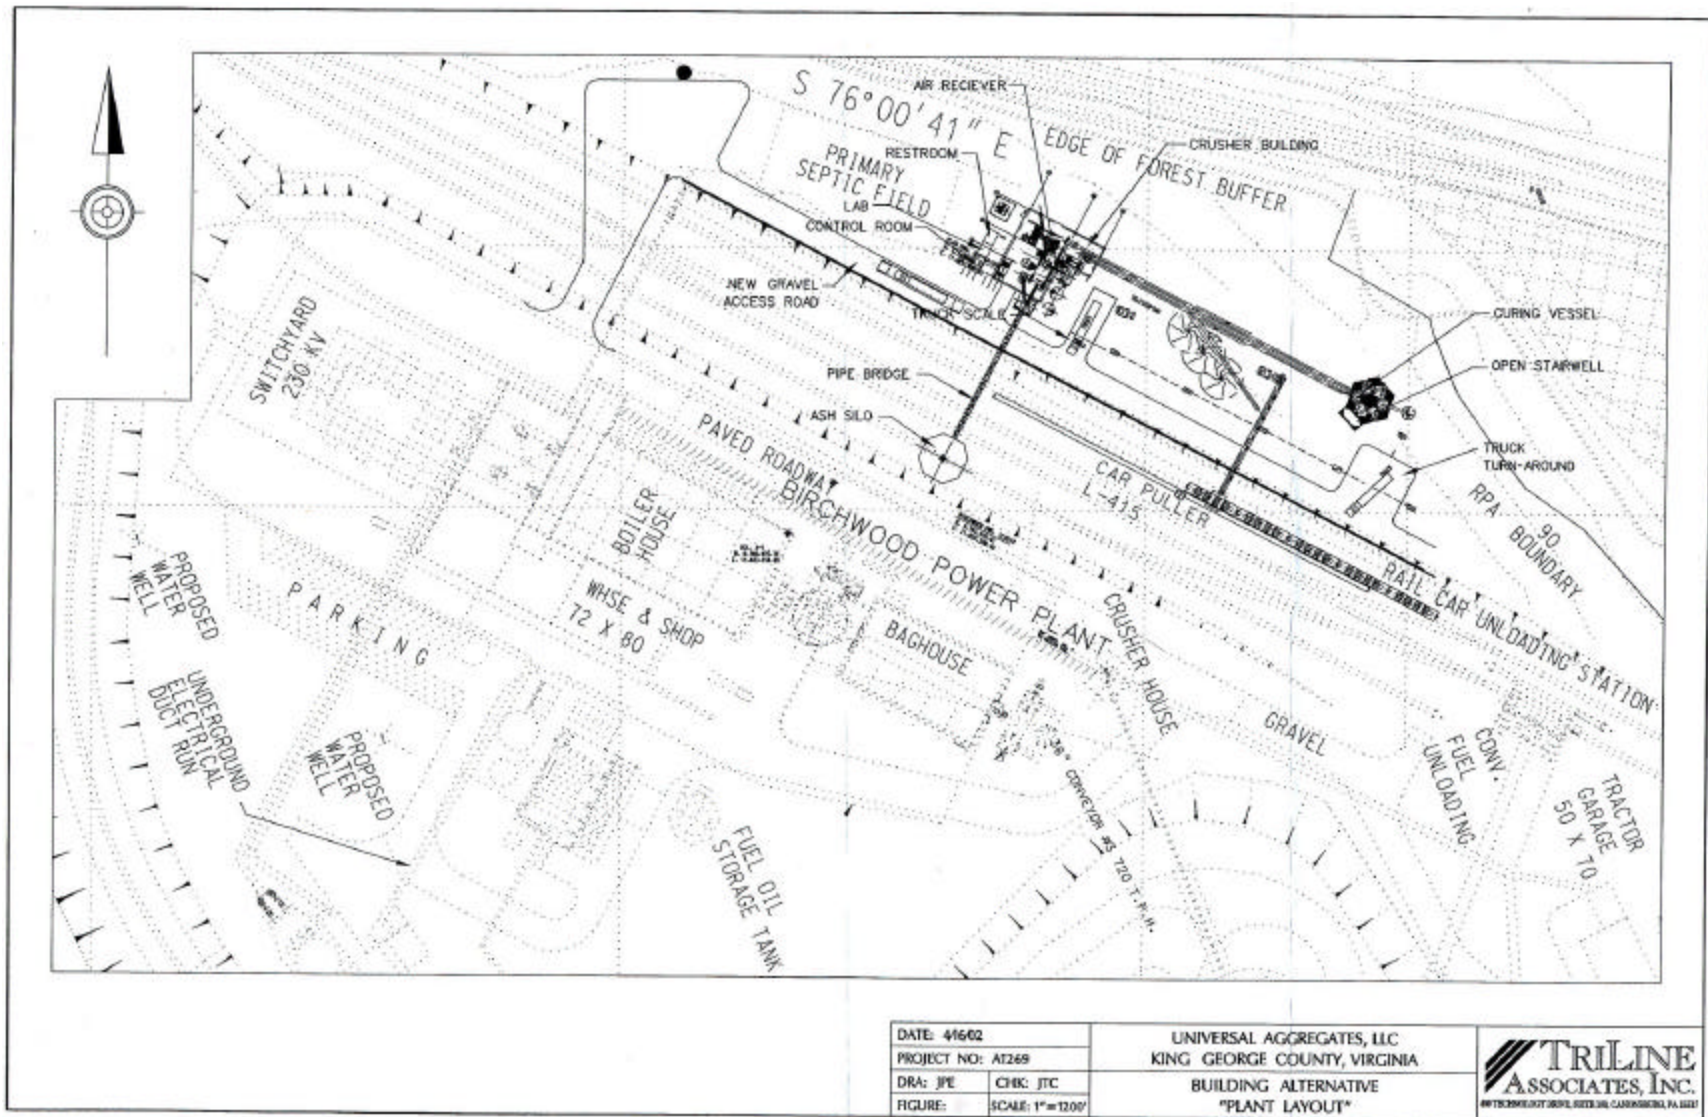 S 76°00'41" E
AIR RECIEVER
EDGE OF FOREST BUFFER
CRUSHER BUILDING
RESTROOM
PRIMARY
SEPTIC FIELD
LAB
CONTROL ROOM
NEW GRAVEL
ACCESS ROAD
TRUCK SCALE
CURING VESSEL
OPEN STAIRWELL
PIPE BRIDGE
ASH SILO
SWITCHYARD
230 KV
PAVED ROADWAY
CAR PULLER
L-415
TRUCK
TURN-AROUND
RPA BOUNDARY
90
BIRCHWOOD POWER PLANT
BOILER
HOUSE
RAIL CAR UNLOADING STATION
PROPOSED
WATER
WELL
PARKING
WHSE & SHOP
72 X 80
BAGHOUSE
CRUSHER HOUSE
GRAVEL
UNDERGROUND
ELECTRICAL
DUCT RUN
PROPOSED
WATER
WELL
CONV.
FUEL
UNLOADING
TRACTOR
GARAGE
50 X 70
FUEL OIL
STORAGE TANK
36" CONVEYOR #3 720 T.P.H.
DATE: 4/16/02
PROJECT NO: AT269
DRA: JPE
CHK: JTC
FIGURE:
SCALE: 1"=1200'
UNIVERSAL AGGREGATES, LLC
KING GEORGE COUNTY, VIRGINIA
BUILDING ALTERNATIVE
"PLANT LAYOUT"
TRILINE
ASSOCIATES, INC.